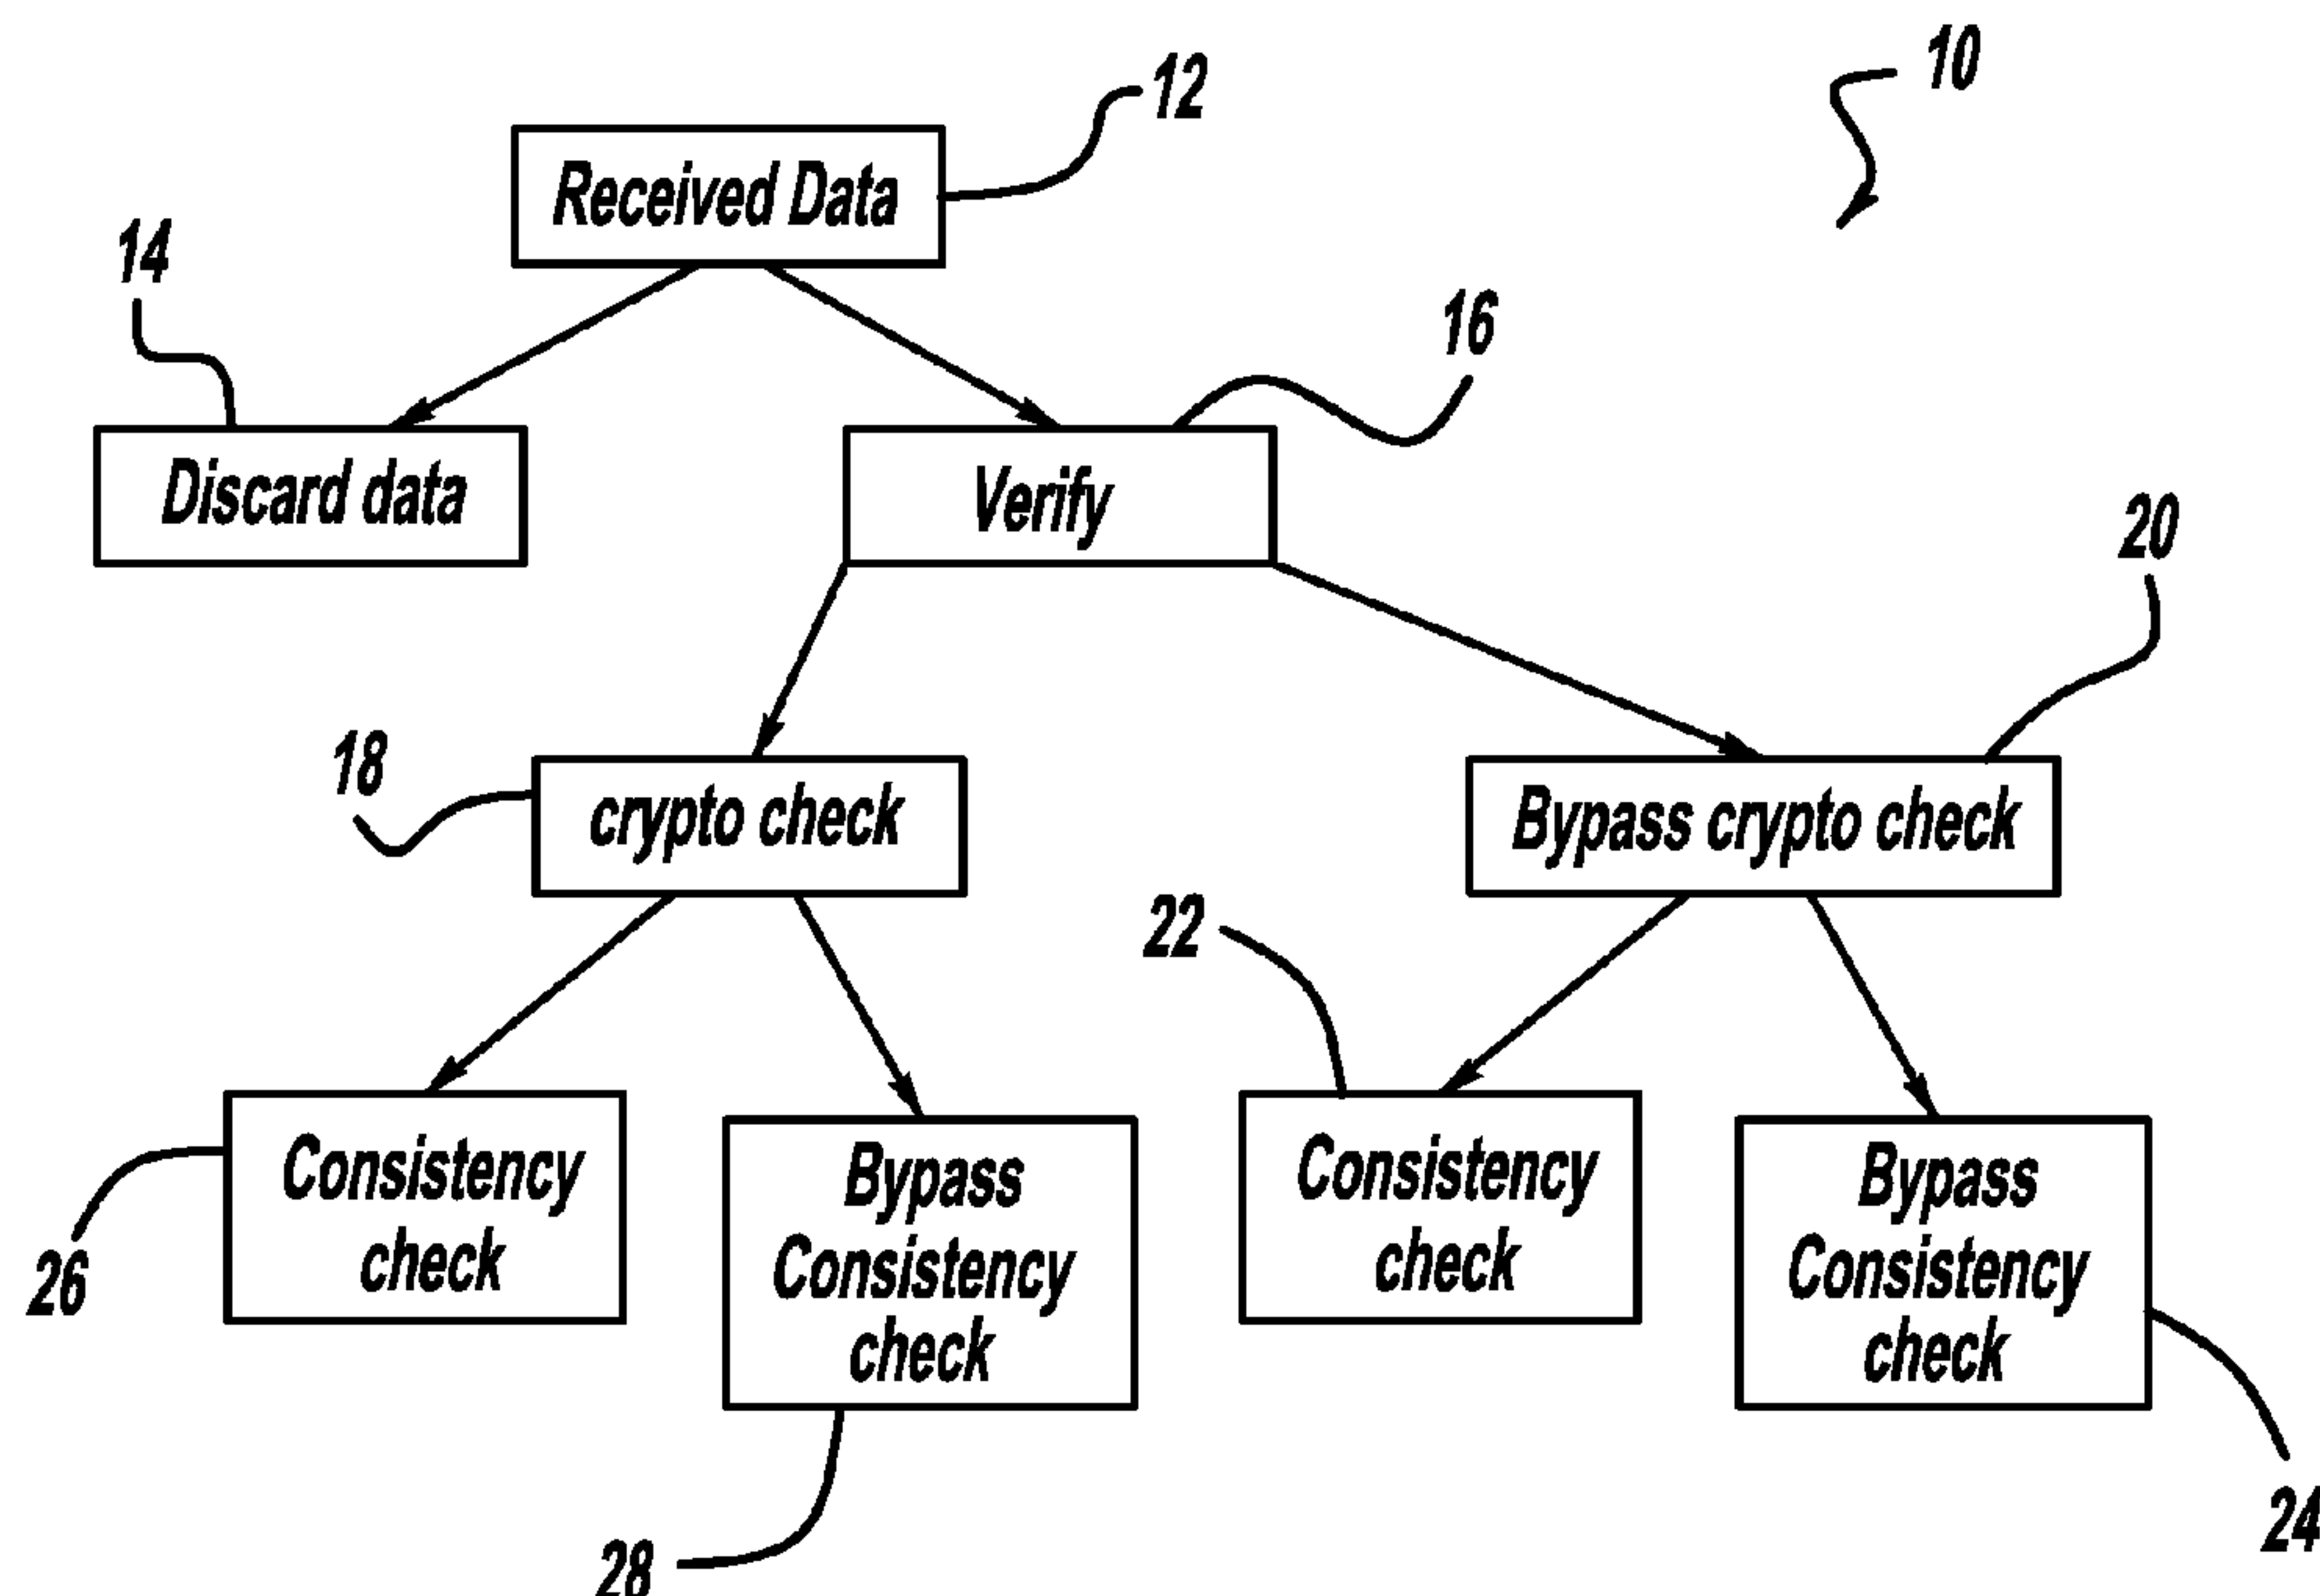 10
12
Received Data
14
16
Discard data
Verify
20
18
crypto check
Bypass crypto check
22
Consistency
check
Bypass
Consistency
check
Consistency
check
Bypass
Consistency
check
26
24
28